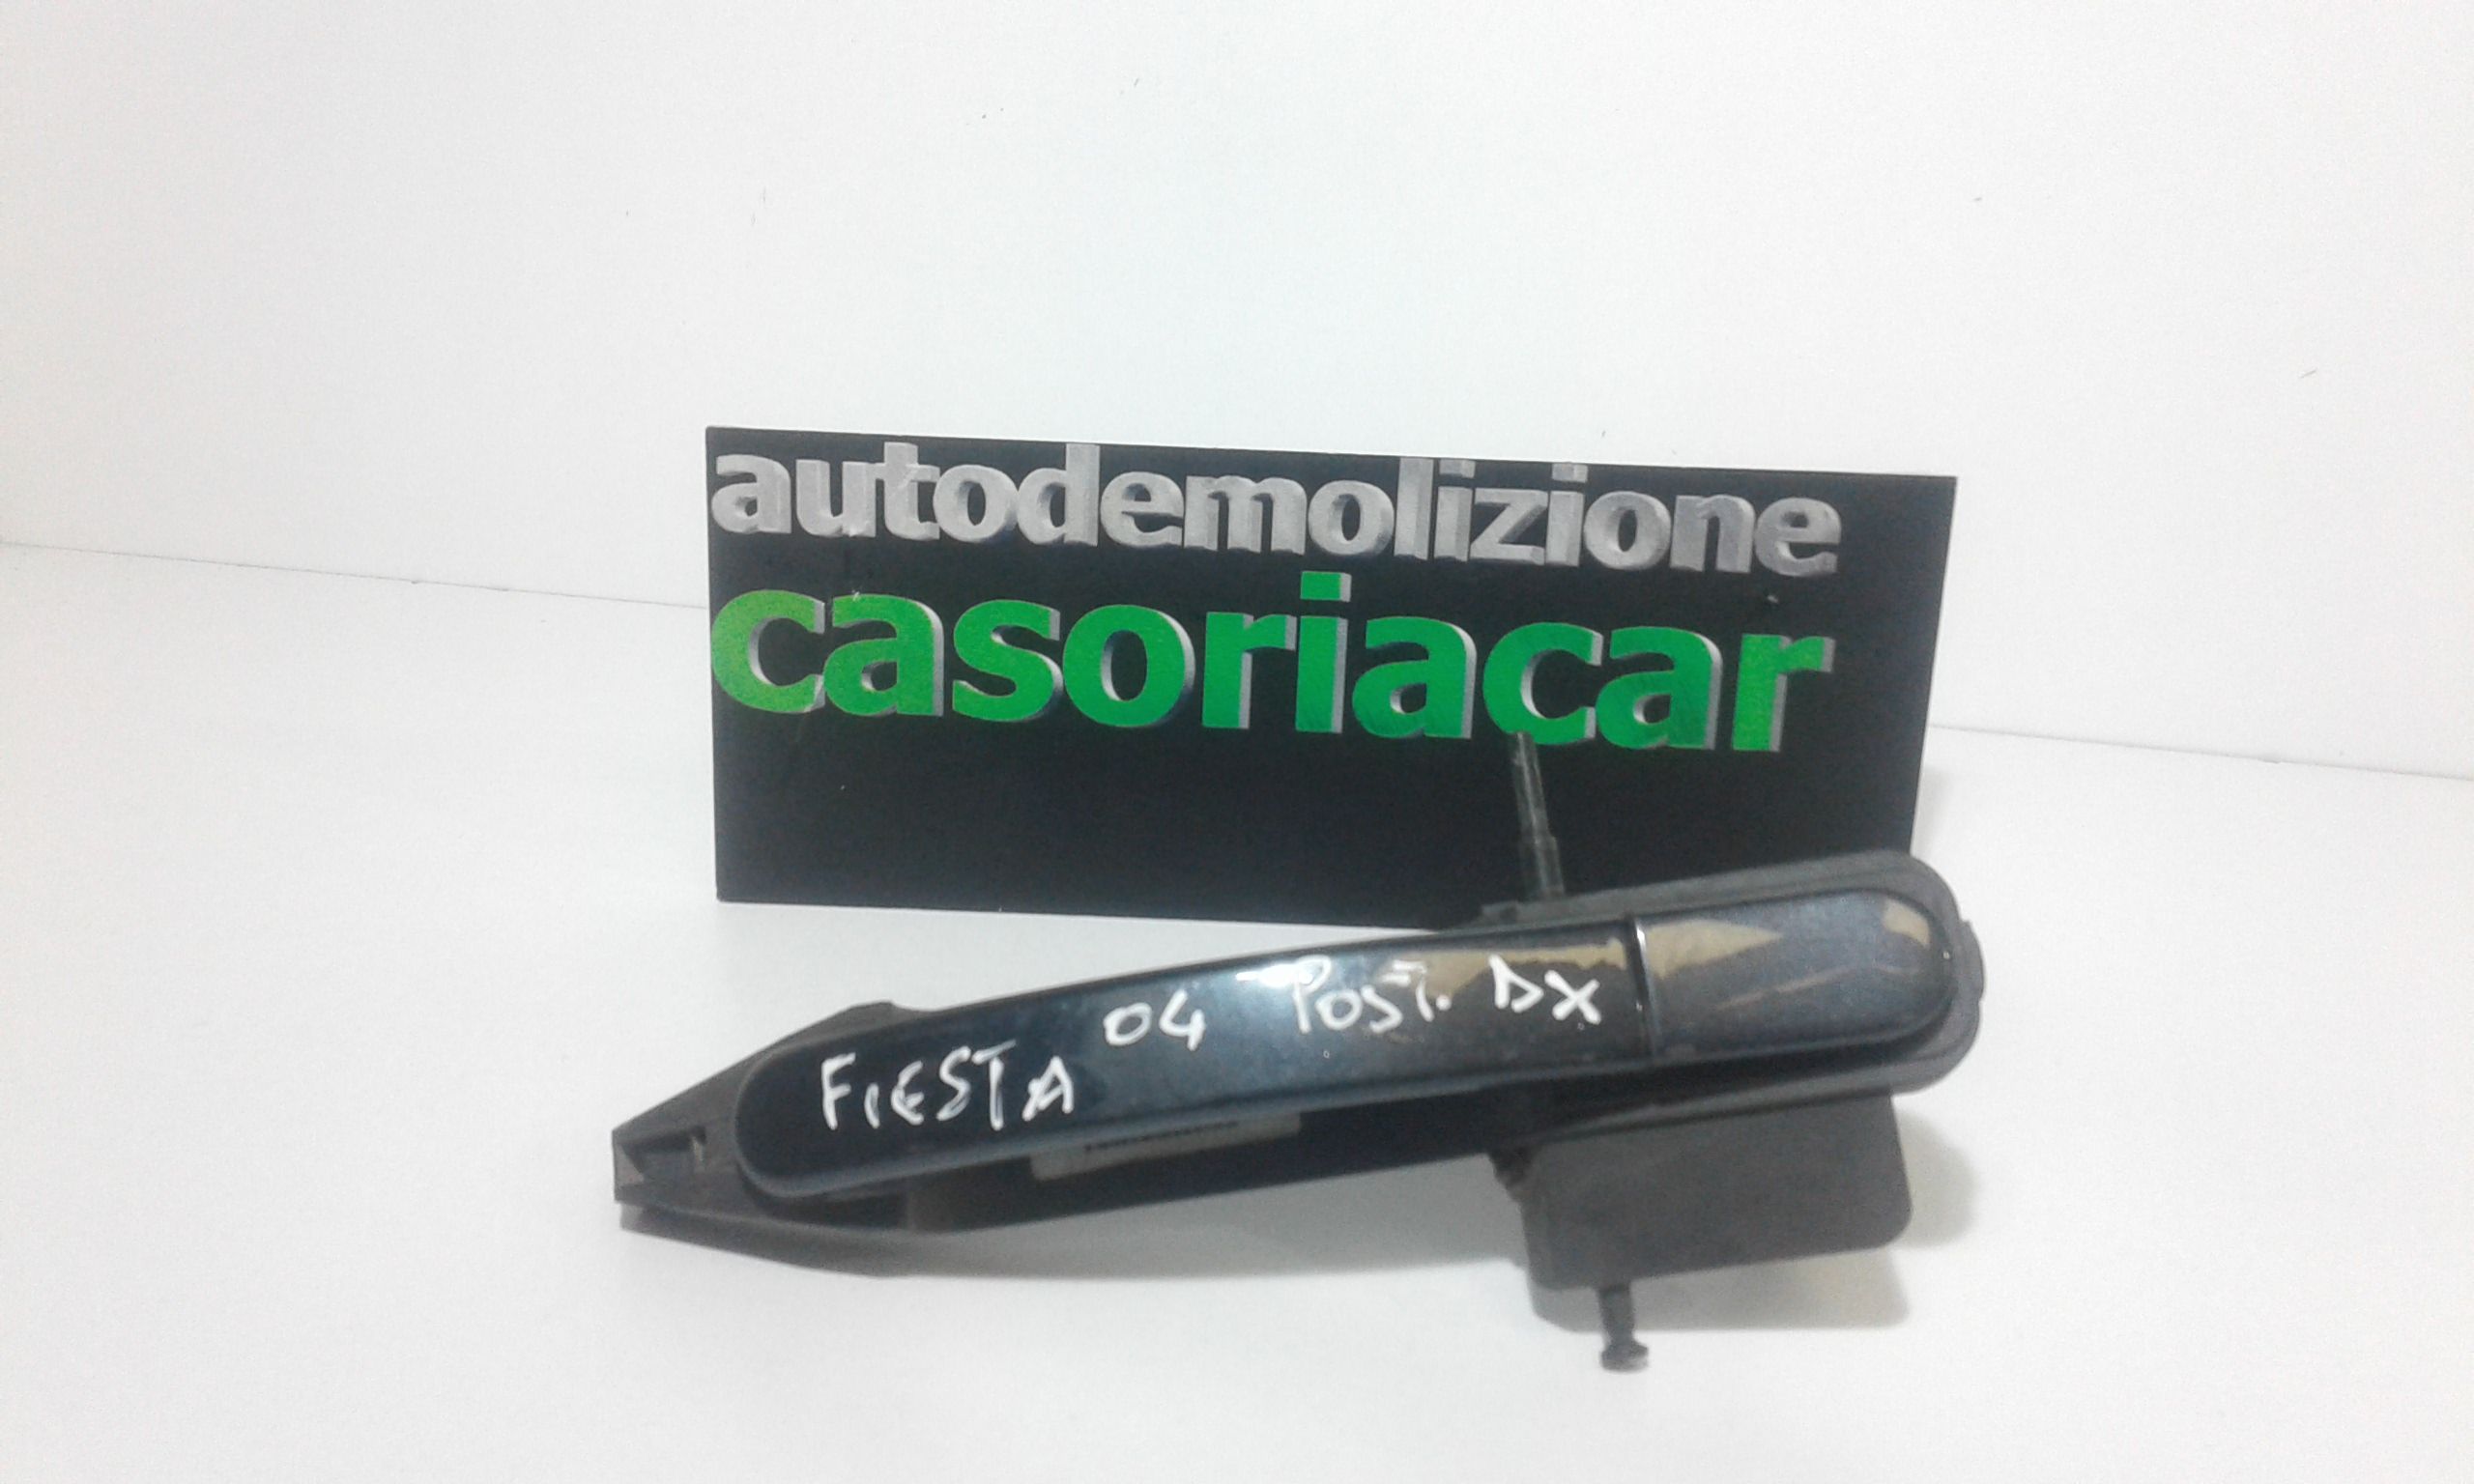 autodemolizione
casoriacar
FIESTA 04 POST. DX